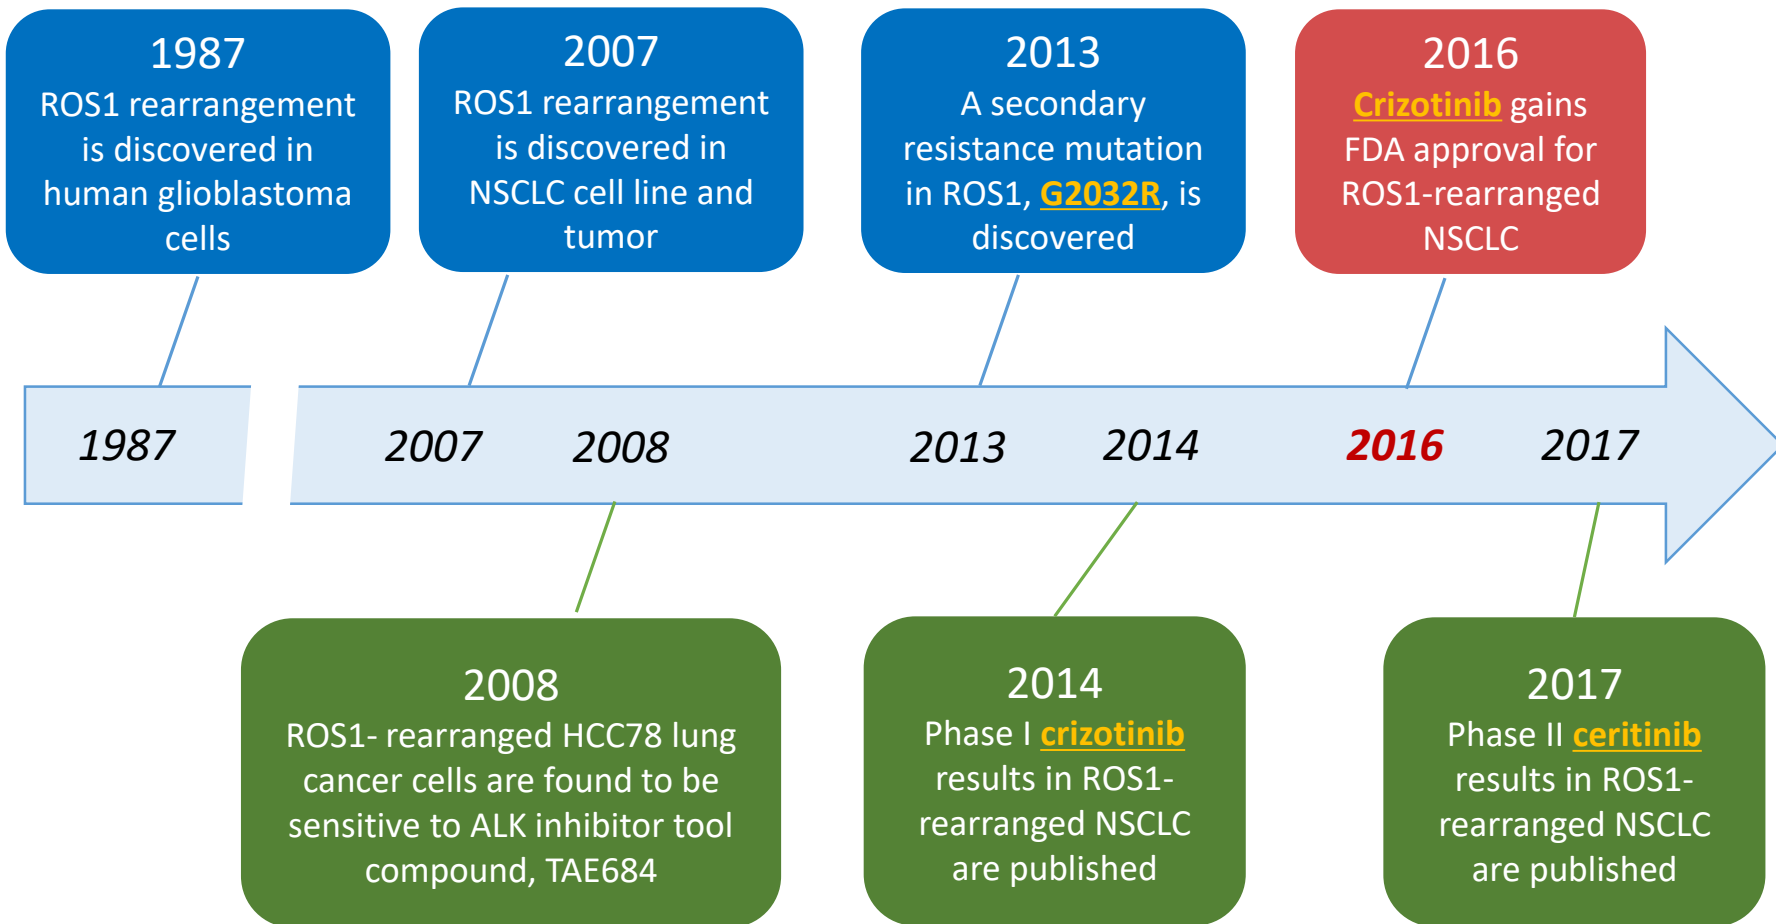 1987
ROS1 rearrangement
is discovered in
human glioblastoma
cells
2007
ROS1 rearrangement
is discovered in
NSCLC cell line and
tumor
2013
A secondary
resistance mutation
in ROS1, G2032R, is
discovered
2016
Crizotinib gains
FDA approval for
ROS1-rearranged
NSCLC
1987
2007
2008
2013
2014
2016
2017
2008
ROS1- rearranged HCC78 lung
cancer cells are found to be
sensitive to ALK inhibitor tool
compound, TAE684
2014
Phase I crizotinib
results in ROS1-
rearranged NSCLC
are published
2017
Phase II ceritinib
results in ROS1-
rearranged NSCLC
are published